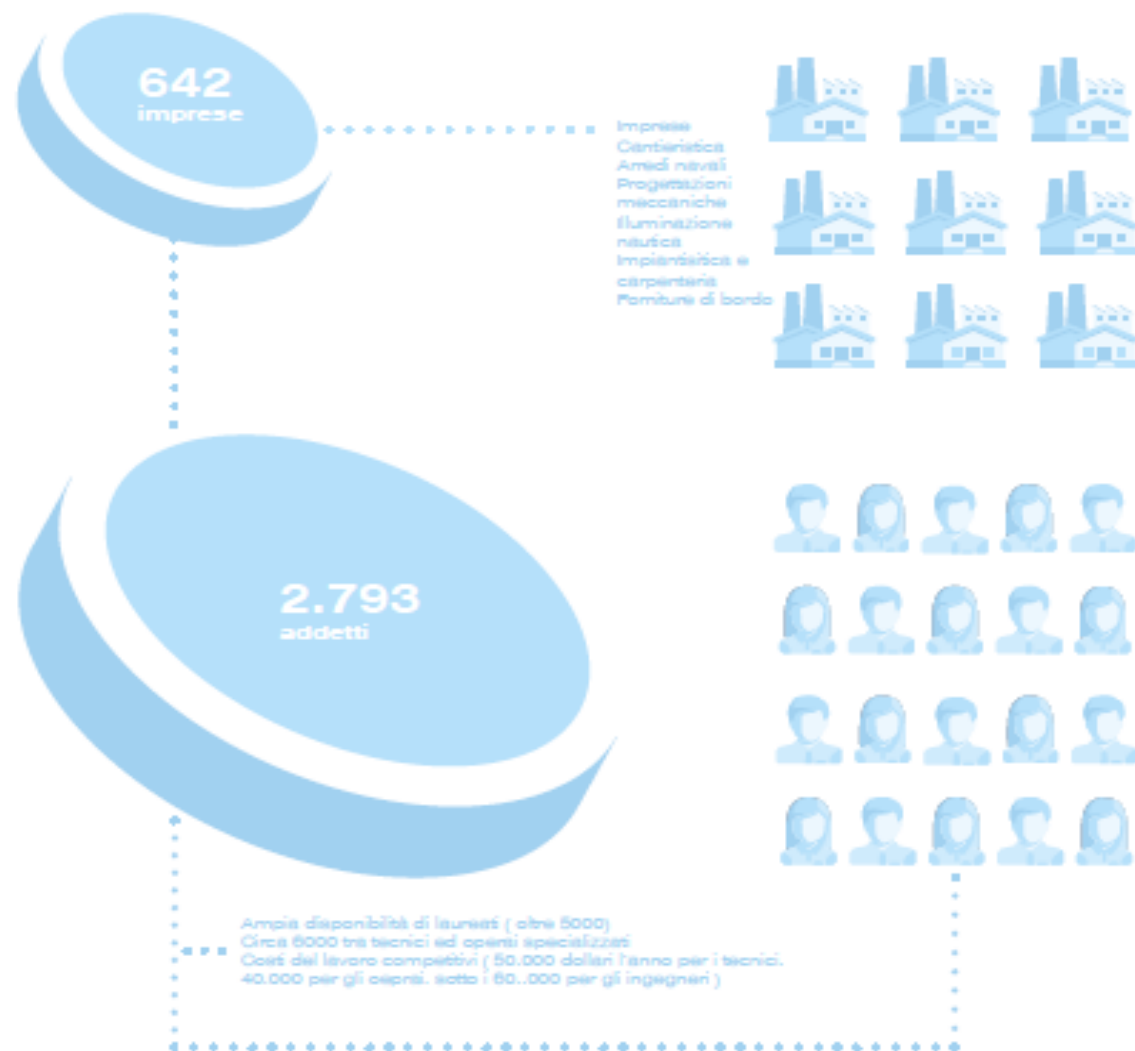 642
imprese
Imprese
Cantieristica
Arredi navali
Progettazioni
meccaniche
Illuminazione
nautica
Impiantisitica e
carpenteria
Forniture di bordo
2.793
addetti
Ampia disponibilità di laureati ( oltre 5000)
Circa 6000 tra tecnici ed operai specializzati
Costi del lavoro competitivi ( 50.000 dollari l'anno per i tecnici.
40.000 per gli oeprai. sotto i 60..000 per gli ingegneri )